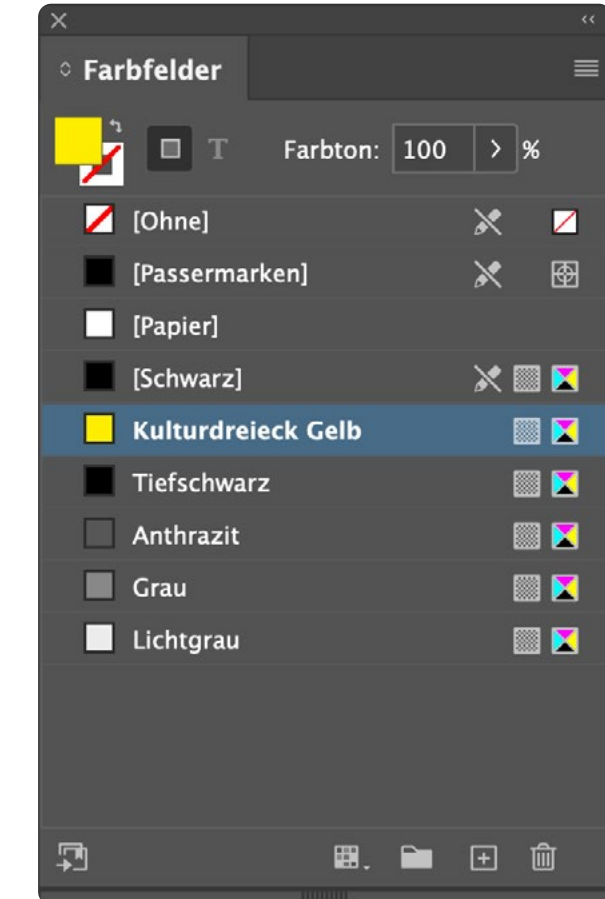 Farbfelder
T Farbton: 100 %
[Ohne]
[Passermarken]
[Papier]
[Schwarz]
Kulturdreieck Gelb
Tiefschwarz
Anthrazit
Grau
Lichtgrau